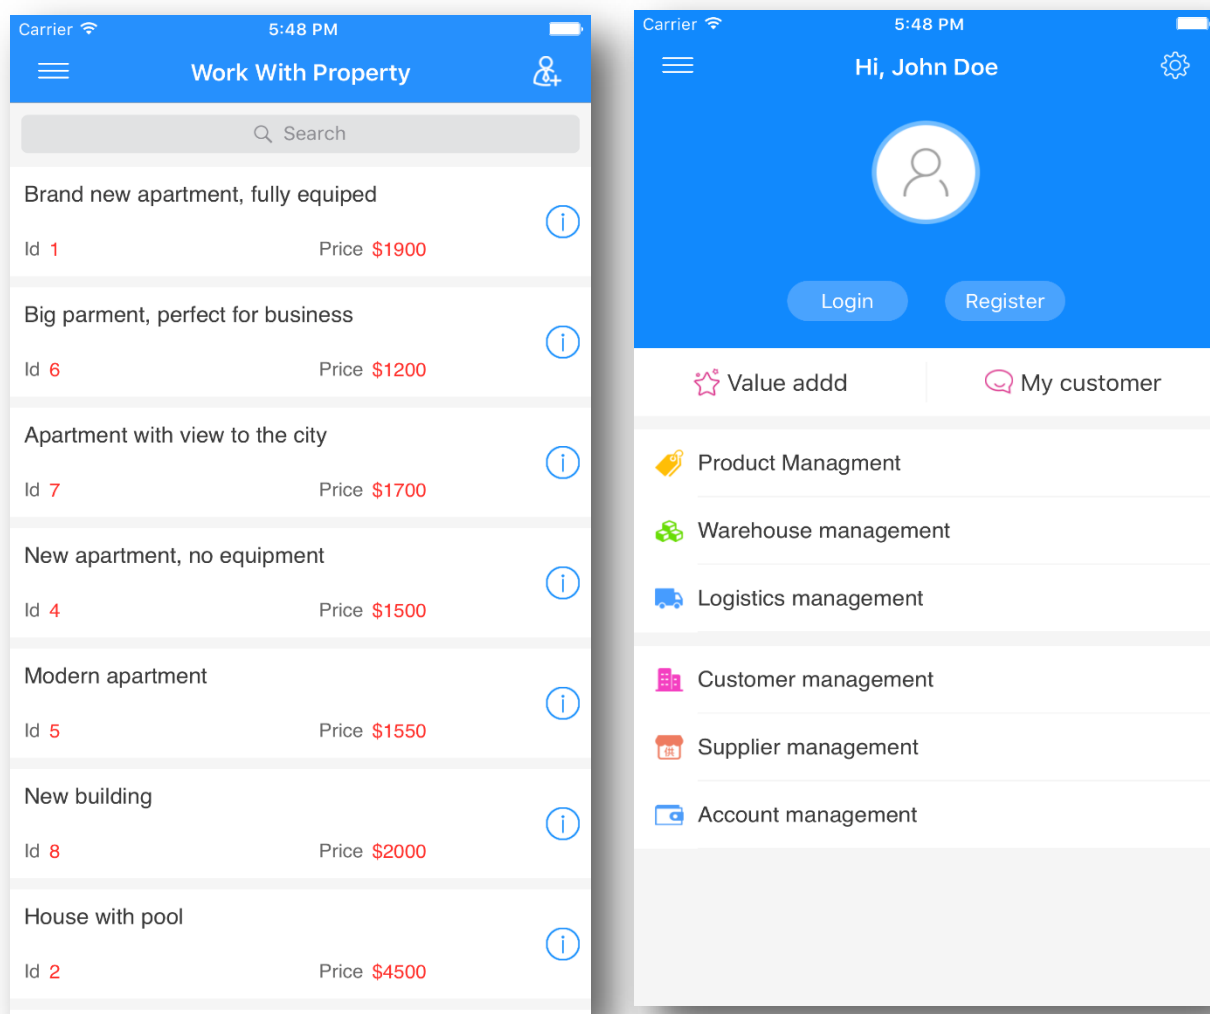 Carrier
5:48 PM
Work With Property
Search
Brand new apartment, fully equiped
Id 1 Price $1900
Big parment, perfect for business
Id 6 Price $1200
Apartment with view to the city
Id 7 Price $1700
New apartment, no equipment
Id 4 Price $1500
Modern apartment
Id 5 Price $1550
New building
Id 8 Price $2000
House with pool
Id 2 Price $4500
Carrier
5:48 PM
Hi, John Doe
Login Register
Value addd My customer
Product Managment
Warehouse management
Logistics management
Customer management
供
Supplier management
Account management